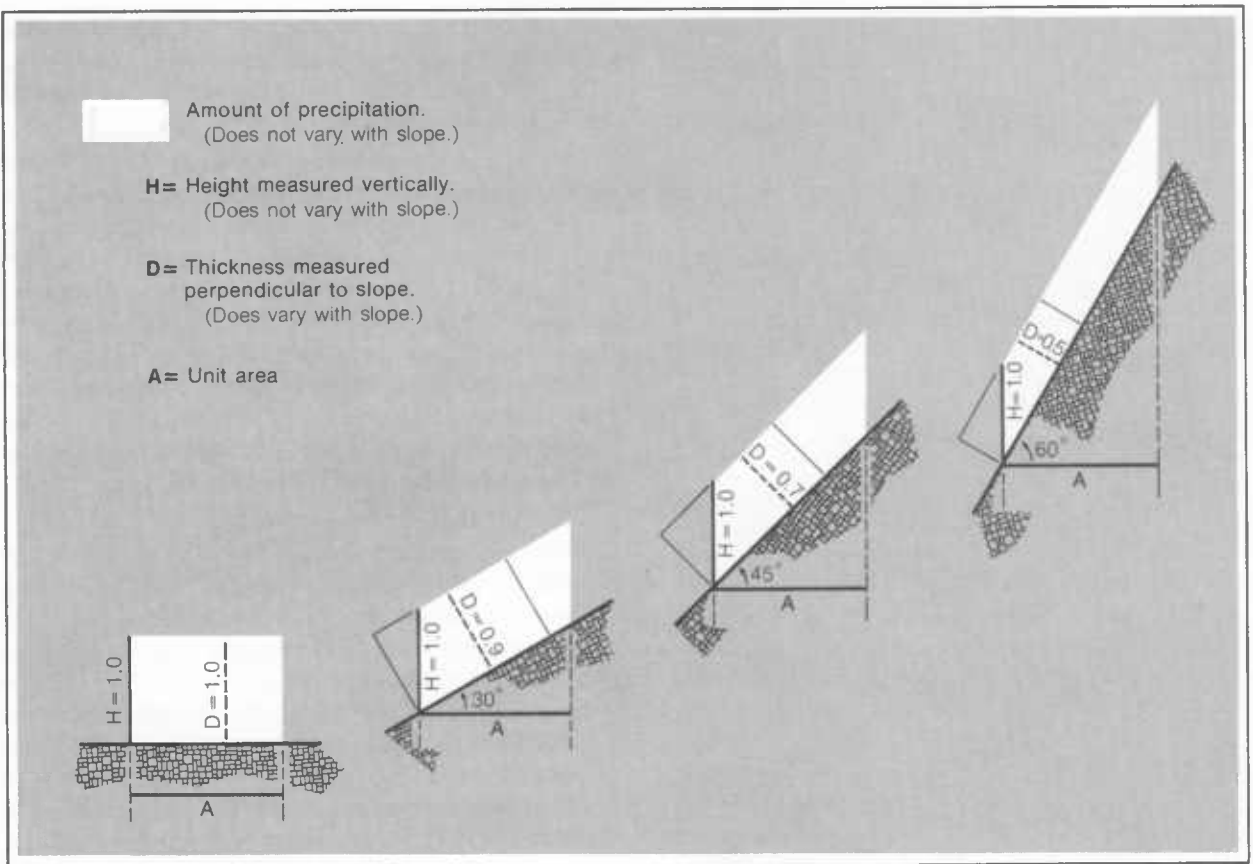 Amount of precipitation.
(Does not vary with slope.)
H= Height measured vertically.
(Does not vary with slope.)
D= Thickness measured
perpendicular to slope.
(Does vary with slope.)
A= Unit area
H = 1.0
D = 1.0
A
H = 1.0
D = 0.9
30°
A
H = 1.0
D = 0.7
45°
A
H = 1.0
D=0.5
60°
A